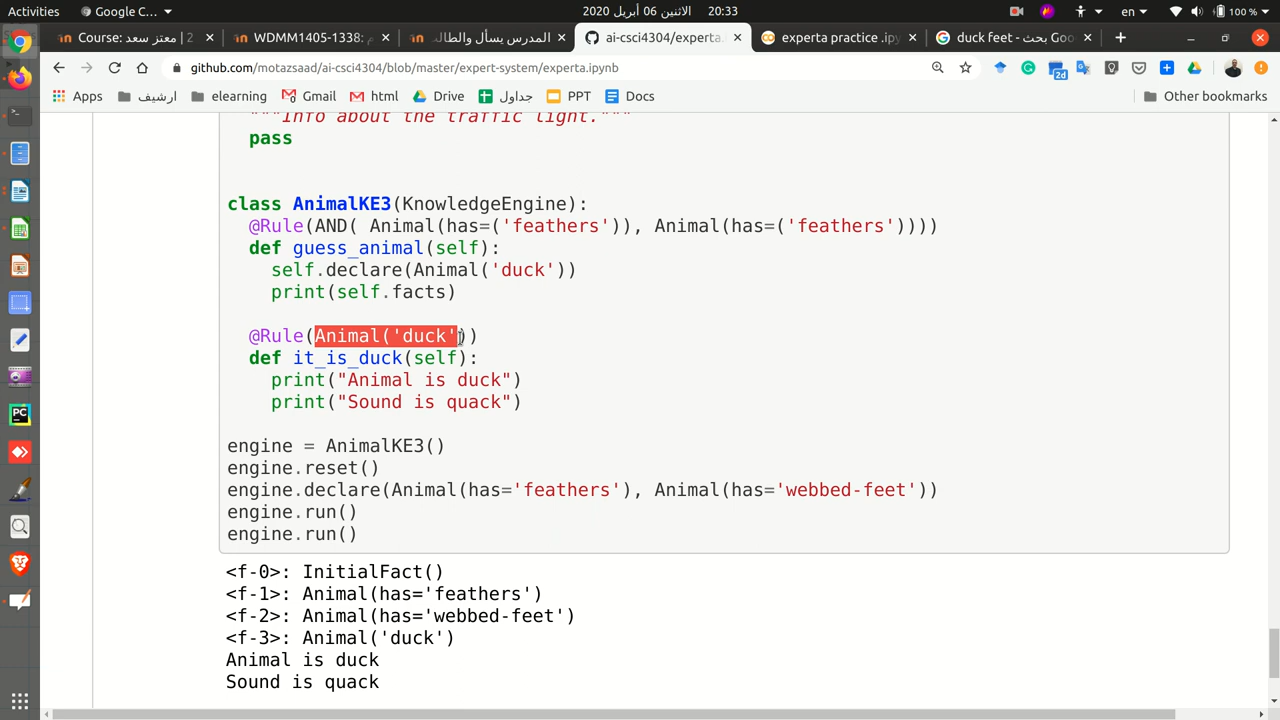 Activities Google C... الاثنين 06 أبريل 2020 20:33 en 100 %
Course: معتز سعد | 2 WDMM1405-1338: المدرس يسأل والطالب ai-csci4304/experta. experta practice .ipy duck feet - بحث Goo
github.com/motazsaad/ai-csci4304/blob/master/expert-system/experta.ipynb 2d
Apps ارشيف elearning Gmail html Drive جداول PPT Docs Other bookmarks
"""Info about the traffic light."""
pass
class AnimalKE3(KnowledgeEngine):
@Rule(AND( Animal(has=('feathers')), Animal(has=('feathers'))))
def guess_animal(self):
self.declare(Animal('duck'))
print(self.facts)
@Rule(Animal('duck'))
def it_is_duck(self):
print("Animal is duck")
print("Sound is quack")
engine = AnimalKE3()
engine.reset()
engine.declare(Animal(has='feathers'), Animal(has='webbed-feet'))
engine.run()
engine.run()
<f-0>: InitialFact()
<f-1>: Animal(has='feathers')
<f-2>: Animal(has='webbed-feet')
<f-3>: Animal('duck')
Animal is duck
Sound is quack